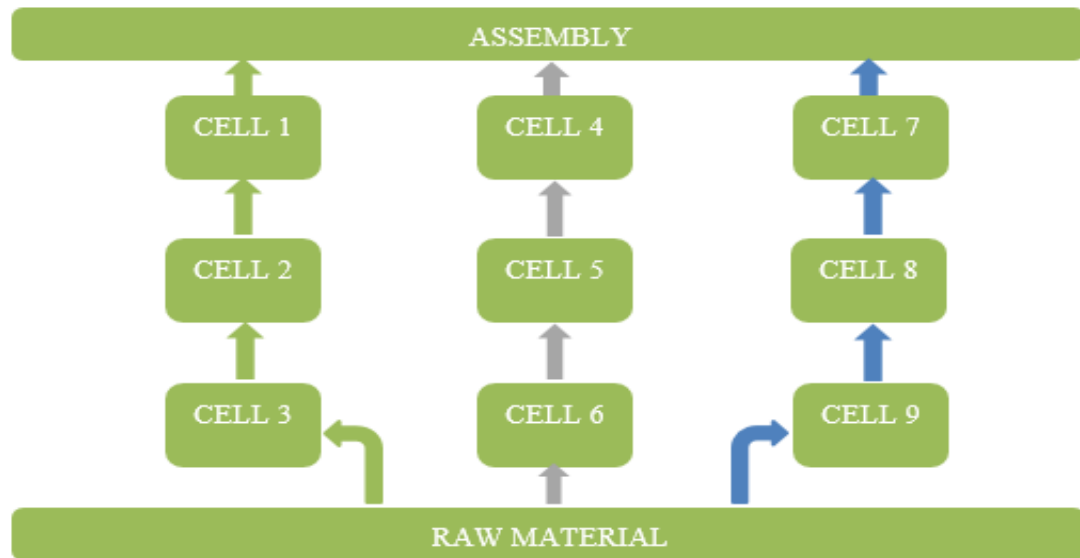 ASSEMBLY
CELL 1
CELL 4
CELL 7
CELL 2
CELL 5
CELL 8
CELL 3
CELL 6
CELL 9
RAW MATERIAL